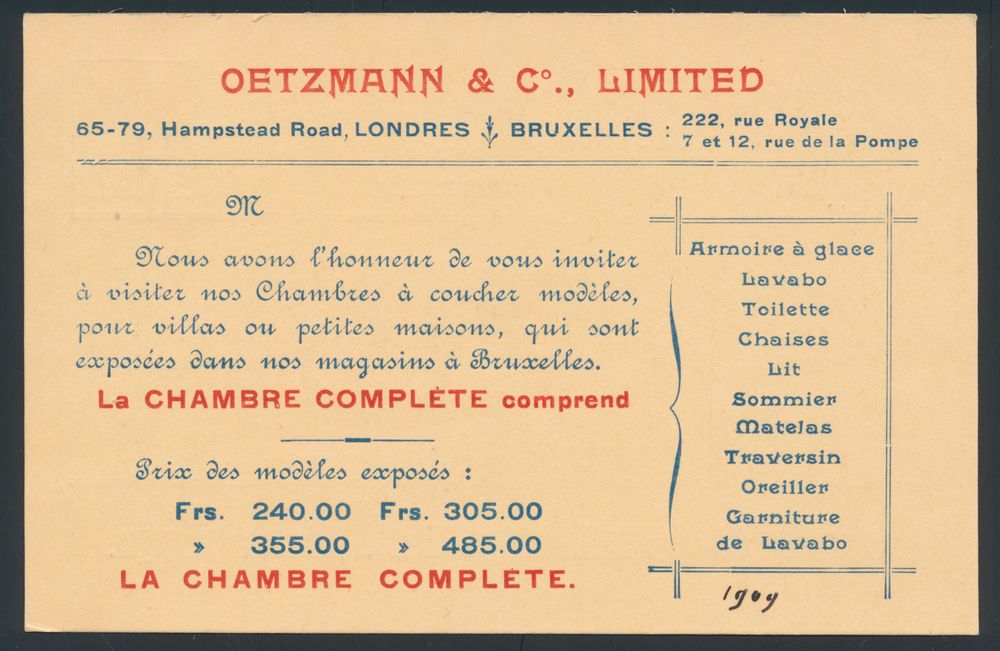 OETZMANN & Cº., LIMITED
65-79, Hampstead Road, LONDRES BRUXELLES : 222, rue Royale
7 et 12, rue de la Pompe
M
Nous avons l'honneur de vous inviter
à visiter nos Chambres à coucher modèles,
pour villas ou petites maisons, qui sont
exposées dans nos magasins à Bruxelles.
La CHAMBRE COMPLÈTE comprend
Armoire à glace
Lavabo
Toilette
Chaises
Lit
Sommier
Matelas
Traversin
Oreiller
Garniture
de Lavabo
Prix des modèles exposés :
Frs. 240.00 Frs. 305.00
» 355.00 » 485.00
LA CHAMBRE COMPLÈTE.
1909